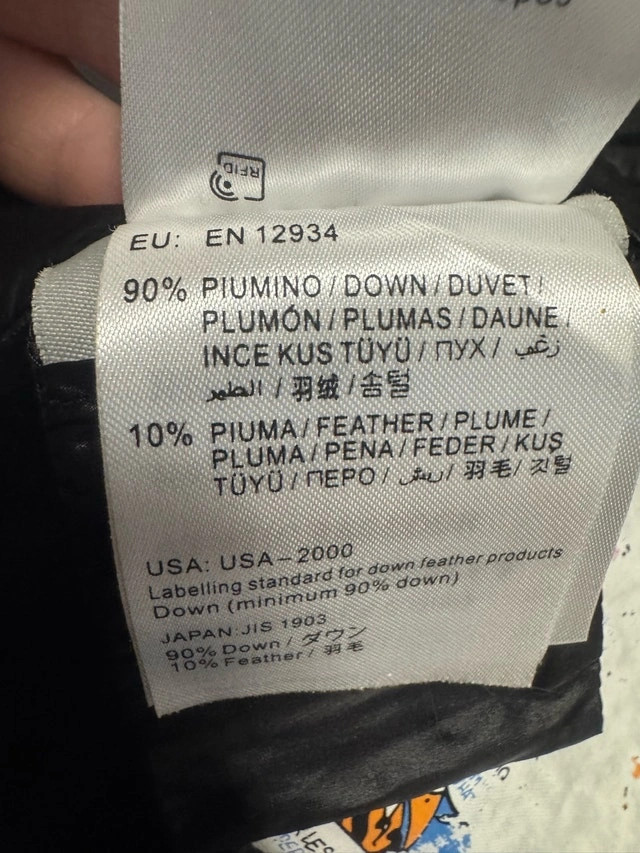 RFID
EU: EN 12934
90% PIUMINO / DOWN / DUVET /
PLUMÓN / PLUMAS / DAUNE /
INCE KUS TÜYÜ / ПУХ / زغب
الطهر / 羽绒 / 솜털
10% PIUMA / FEATHER / PLUME /
PLUMA / PENA / FEDER / KUŞ
TÜYÜ / ПЕРО / ريش / 羽毛 / 깃털
USA: USA-2000
Labelling standard for down feather products
Down (minimum 90% down)
JAPAN:JIS 1903
90% Down / ダウン
10% Feather / 羽毛